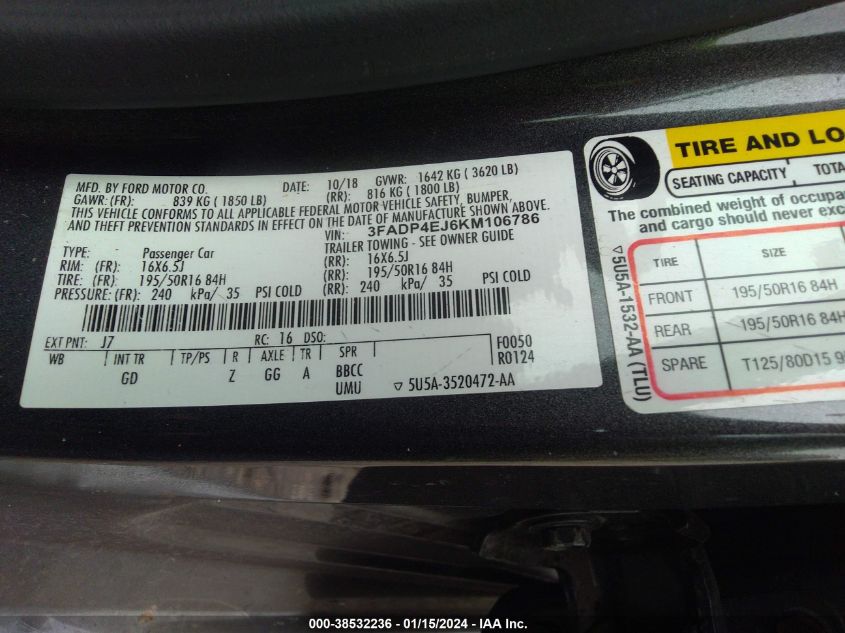 MFD. BY FORD MOTOR CO. DATE: 10/18 GVWR: 1642 KG ( 3620 LB)
GAWR: (FR): 839 KG ( 1850 LB) (RR): 816 KG ( 1800 LB)
THIS VEHICLE CONFORMS TO ALL APPLICABLE FEDERAL MOTOR VEHICLE SAFETY, BUMPER,
AND THEFT PREVENTION STANDARDS IN EFFECT ON THE DATE OF MANUFACTURE SHOWN ABOVE.
VIN: 3FADP4EJ6KM106786
TYPE: Passenger Car TRAILER TOWING - SEE OWNER GUIDE
RIM: (FR): 16X6.5J (RR): 16X6.5J
TIRE: (FR): 195/50R16 84H (RR): 195/50R16 84H
PRESSURE: (FR): 240 kPa/ 35 PSI COLD (RR): 240 kPa/ 35 PSI COLD
EXT PNT: J7 RC: 16 DSO: F0050
WB INT TR TP/PS R AXLE TR SPR R0124
GD Z GG A BBCC
UMU ▽ 5U5A-3520472-AA
TIRE AND LO
SEATING CAPACITY TOTA
The combined weight of occupa
and cargo should never exc
TIRE SIZE
FRONT 195/50R16 84H
REAR 195/50R16 84H
SPARE T125/80D15 9
▽5U5A-1532-AA (TLU)
000-38532236 - 01/15/2024 - IAA Inc.